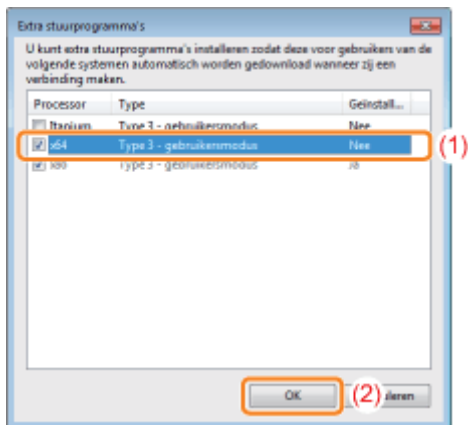 Extra stuurprogramma's
U kunt extra stuurprogramma's installeren zodat deze voor gebruikers van de
volgende systemen automatisch worden gedownload wanneer zij een
verbinding maken.
Processor Type Geïnstall...
Itanium Type 3 - gebruikersmodus Nee
x64 Type 3 - gebruikersmodus Nee
(1)
x86 Type 3 - gebruikersmodus Ja
OK
(2)